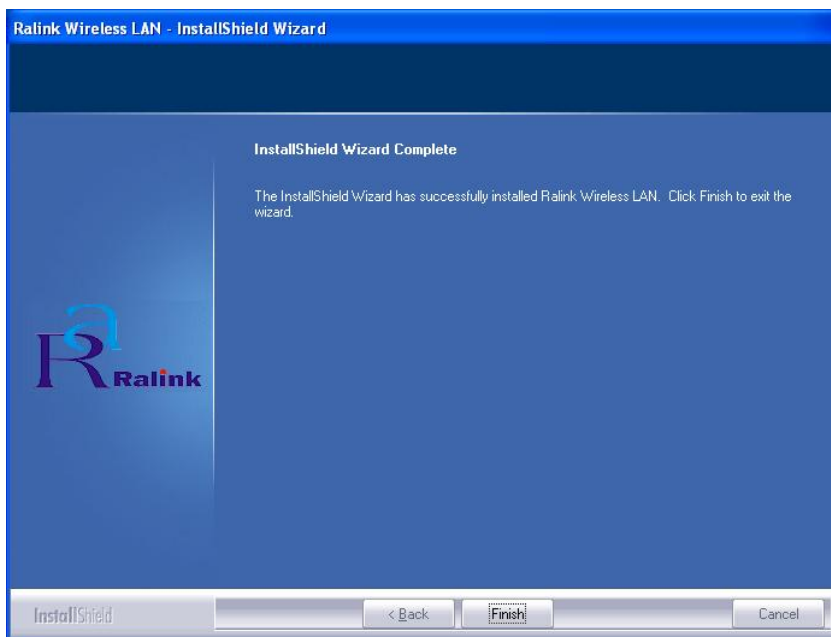 Ralink Wireless LAN - InstallShield Wizard
InstallShield Wizard Complete
The InstallShield Wizard has successfully installed Ralink Wireless LAN. Click Finish to exit the
wizard.
Ra
Ralink
InstallShield
< Back
Finish
Cancel